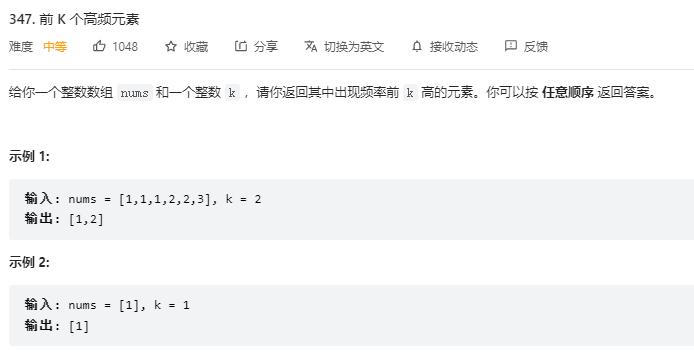 347. 前 K 个高频元素
难度 中等 1048 收藏 分享 切换为英文 接收动态 反馈
给你一个整数数组 nums 和一个整数 k ，请你返回其中出现频率前 k 高的元素。你可以按 任意顺序 返回答案。
示例 1:
输入: nums = [1,1,1,2,2,3], k = 2
输出: [1,2]
示例 2:
输入: nums = [1], k = 1
输出: [1]